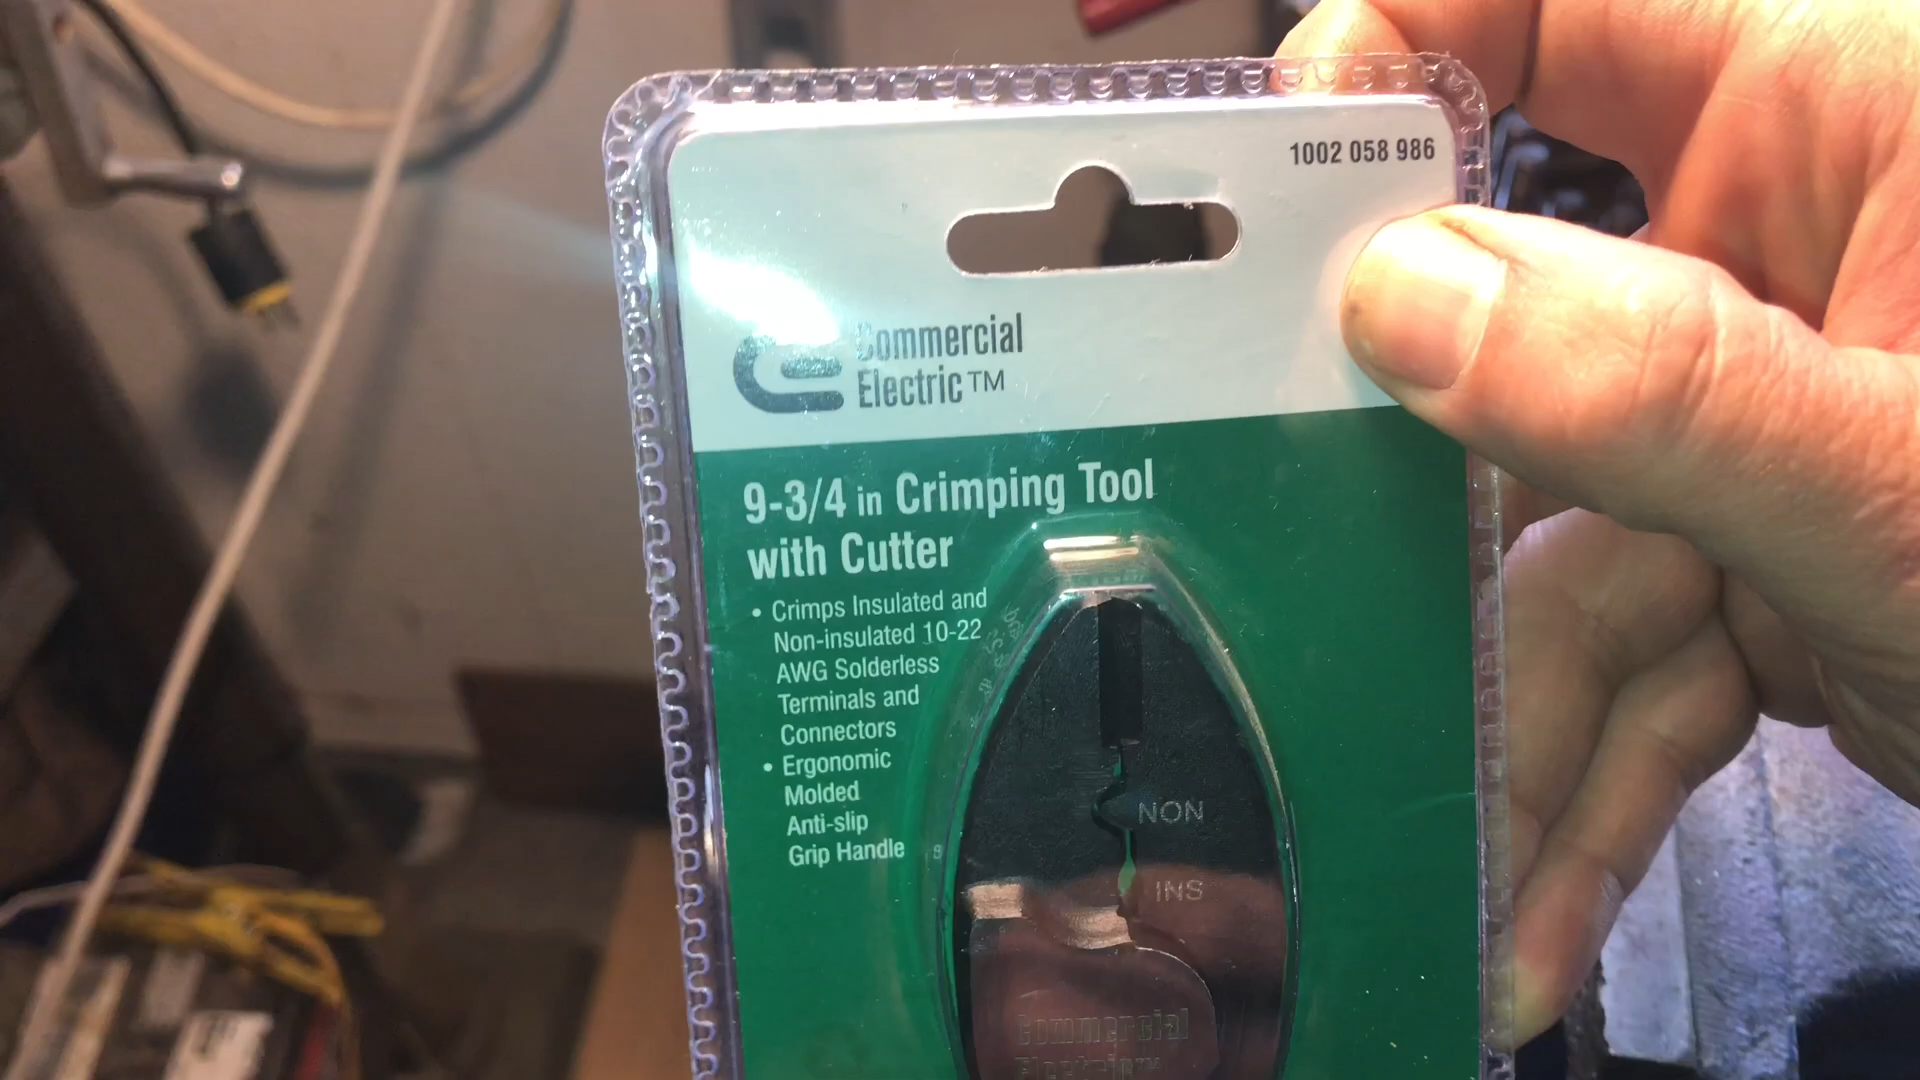 1002 058 986
Commercial
Electric™
9-3/4 in Crimping Tool
with Cutter
• Crimps Insulated and
Non-insulated 10-22
AWG Solderless
Terminals and
Connectors
• Ergonomic
Molded
Anti-slip
Grip Handle
NON
INS
Commercial
Electric™